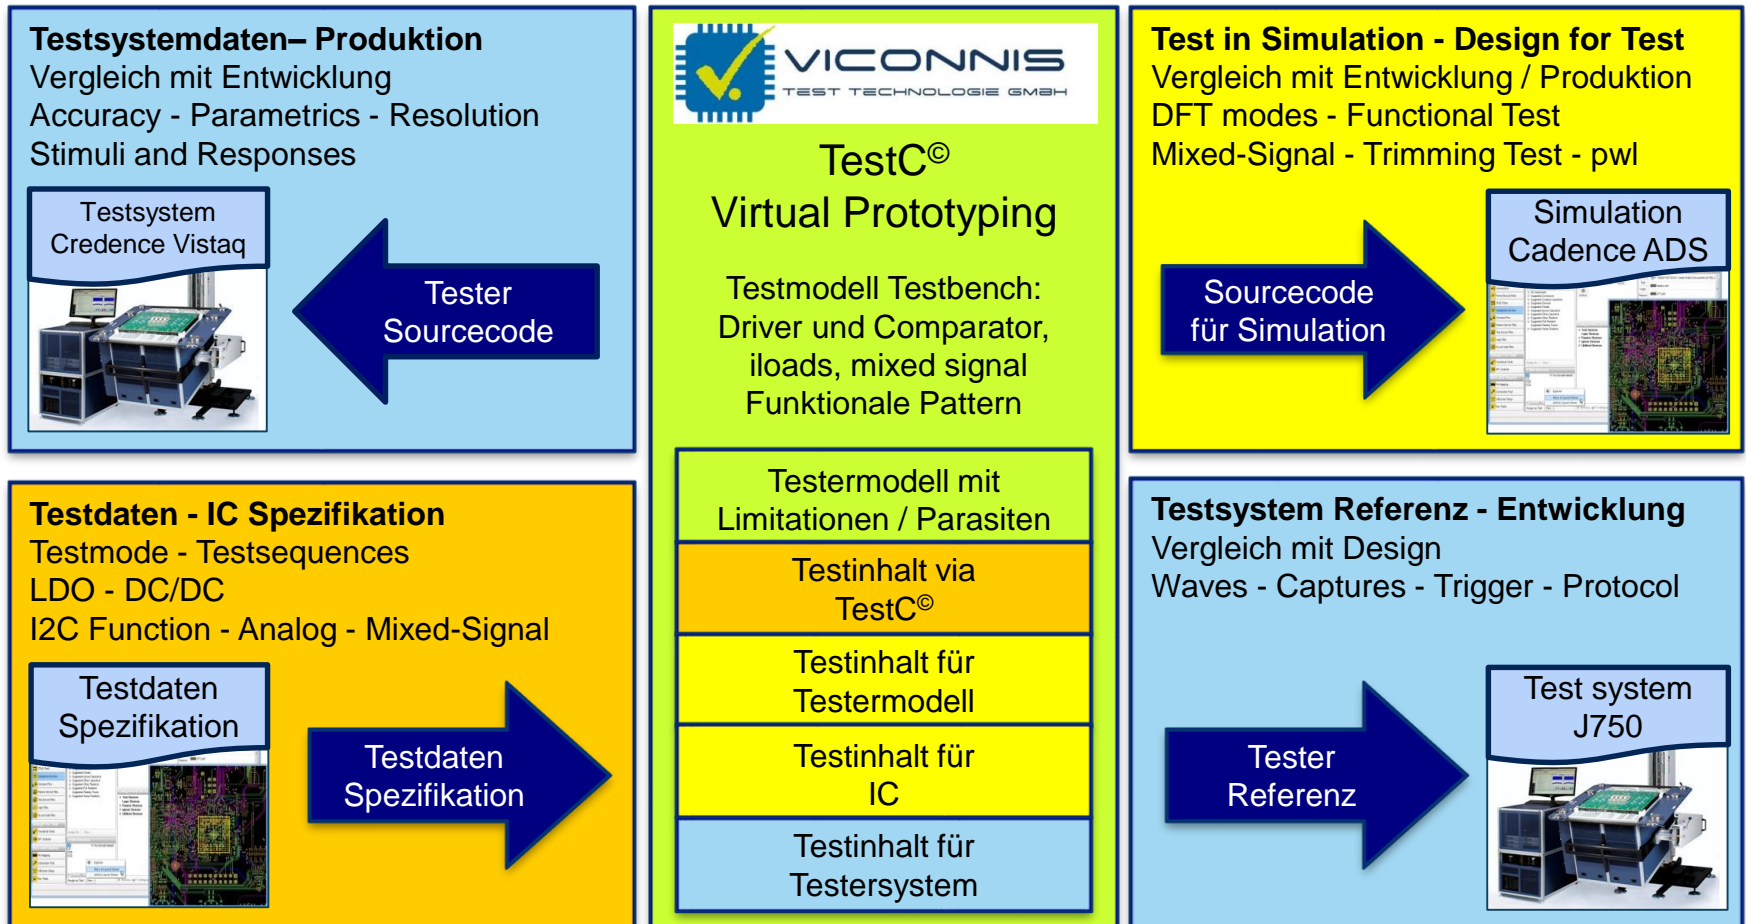 Testsystemdaten– Produktion
Vergleich mit Entwicklung
Accuracy - Parametrics - Resolution
Stimuli and Responses
Testsystem
Credence Vistaq
Tester
Sourcecode
Testdaten - IC Spezifikation
Testmode - Testsequences
LDO - DC/DC
I2C Function - Analog - Mixed-Signal
Testdaten
Spezifikation
Testdaten
Spezifikation
VICONNIS
TEST TECHNOLOGIE GMBH
TestC©
Virtual Prototyping
Testmodell Testbench:
Driver und Comparator,
iloads, mixed signal
Funktionale Pattern
Testermodell mit
Limitationen / Parasiten
Testinhalt via
TestC©
Testinhalt für
Testermodell
Testinhalt für
IC
Testinhalt für
Testersystem
Test in Simulation - Design for Test
Vergleich mit Entwicklung / Produktion
DFT modes - Functional Test
Mixed-Signal - Trimming Test - pwl
Sourcecode
für Simulation
Simulation
Cadence ADS
Testsystem Referenz - Entwicklung
Vergleich mit Design
Waves - Captures - Trigger - Protocol
Tester
Referenz
Test system
J750